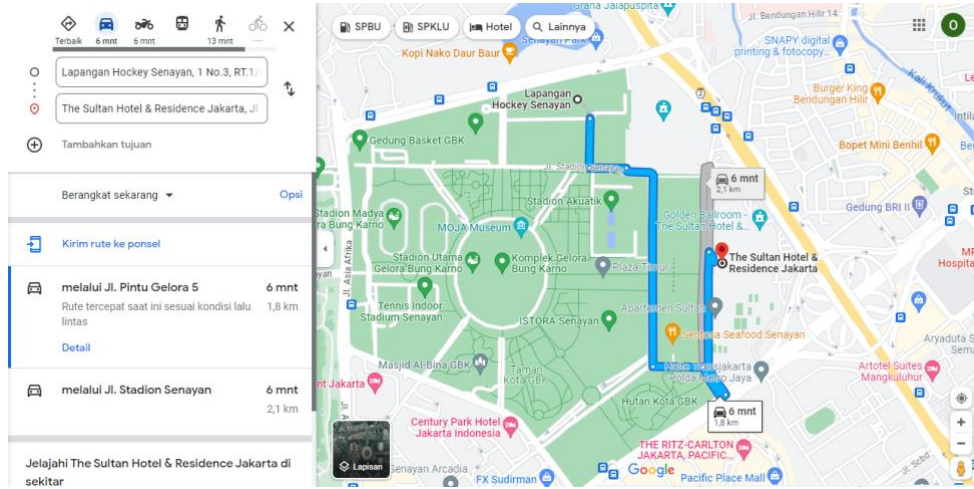 Terbaik
6 mnt
6 mnt
13 mnt
Lapangan Hockey Senayan, 1 No.3, RT.1/
The Sultan Hotel & Residence Jakarta, Jl
Tambahkan tujuan
Berangkat sekarang
Opsi
Kirim rute ke ponsel
melalui Jl. Pintu Gelora 5
6 mnt
Rute tercepat saat ini sesuai kondisi lalu
lintas
1,8 km
Detail
melalui Jl. Stadion Senayan
6 mnt
2,1 km
Jelajahi The Sultan Hotel & Residence Jakarta di
sekitar
SPBU
SPKLU
Hotel
Lainnya
O
Grana Jalapuspita
Jl. Bendungan Hilir 14
Senayan Park
Kopi Nako Daur Baur
SNAPY digital
printing & fotocopy...
Burger King
Bendungan Hilir
Kali Krukut
Lapangan
Hockey Senayan
Gedung Basket GBK
Bopet Mini Benhil
Jl. Stadion Senayan
6 mnt
2,1 km
Stadion Akuatik
Stadion Madya
Gelora Bung Karno
MOJA Museum
Golden Ballroom -
The Sultan Hotel &...
Gedung BRI II
Stadion Utama
Gelora Bung Karno
Komplek Gelora
Bung Karno
Plaza Timur
The Sultan Hotel &
Residence Jakarta
Jl. Asia Afrika
Tennis Indoor
Stadium Senayan
Apartemen Sultan
ISTORA Senayan
Senayan
Sentosa Seafood Senayan
Masjid Al-Bina GBK
Taman
Kota GBK
Polda Metro Jaya
Artotel Suites
Mangkuluhur
Hutan Kota GBK
6 mnt
1,8 km
Century Park Hotel
Jakarta Indonesia
Lapisan
Senayan Arcadia
FX Sudirman
THE RITZ-CARLTON
JAKARTA, PACIFIC...
Google
Pacific Place Mall